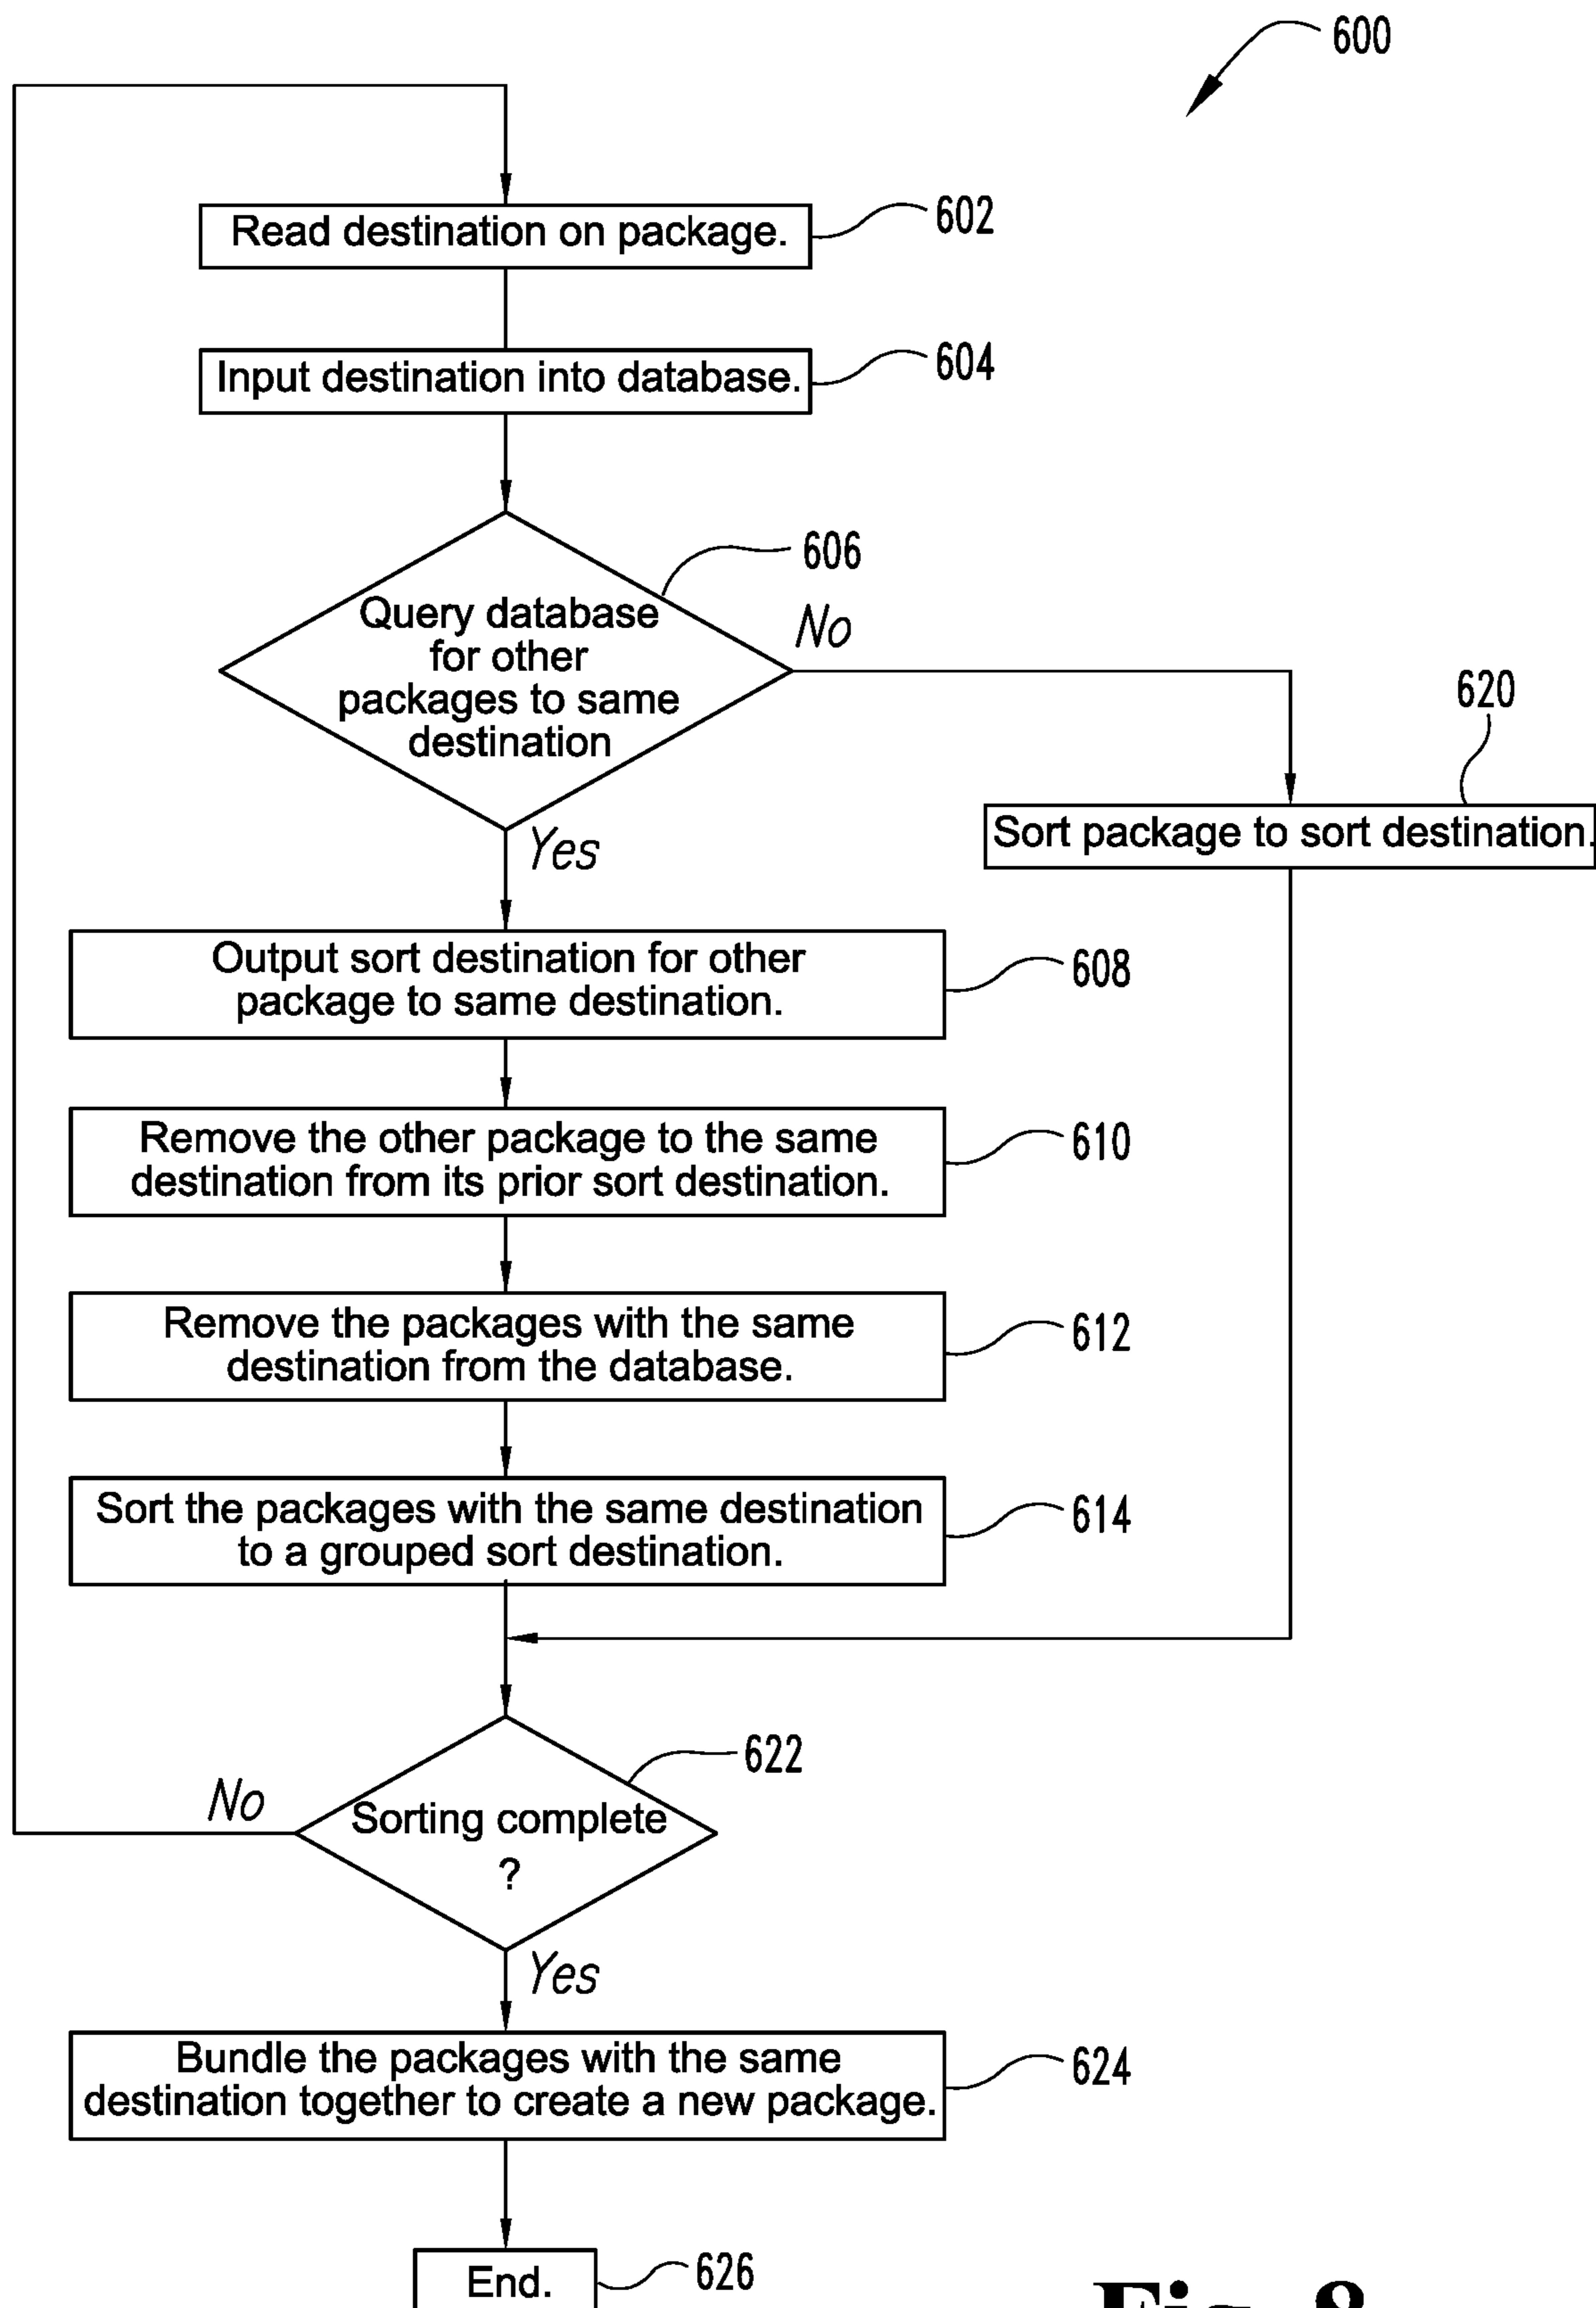 600
Read destination on package.
602
Input destination into database.
604
606
Query database
for other
packages to same
destination
No
Yes
620
Sort package to sort destination.
Output sort destination for other
package to same destination.
608
Remove the other package to the same
destination from its prior sort destination.
610
Remove the packages with the same
destination from the database.
612
Sort the packages with the same destination
to a grouped sort destination.
614
622
No
Sorting complete
?
Yes
Bundle the packages with the same
destination together to create a new package.
624
End.
626
Fig. 8